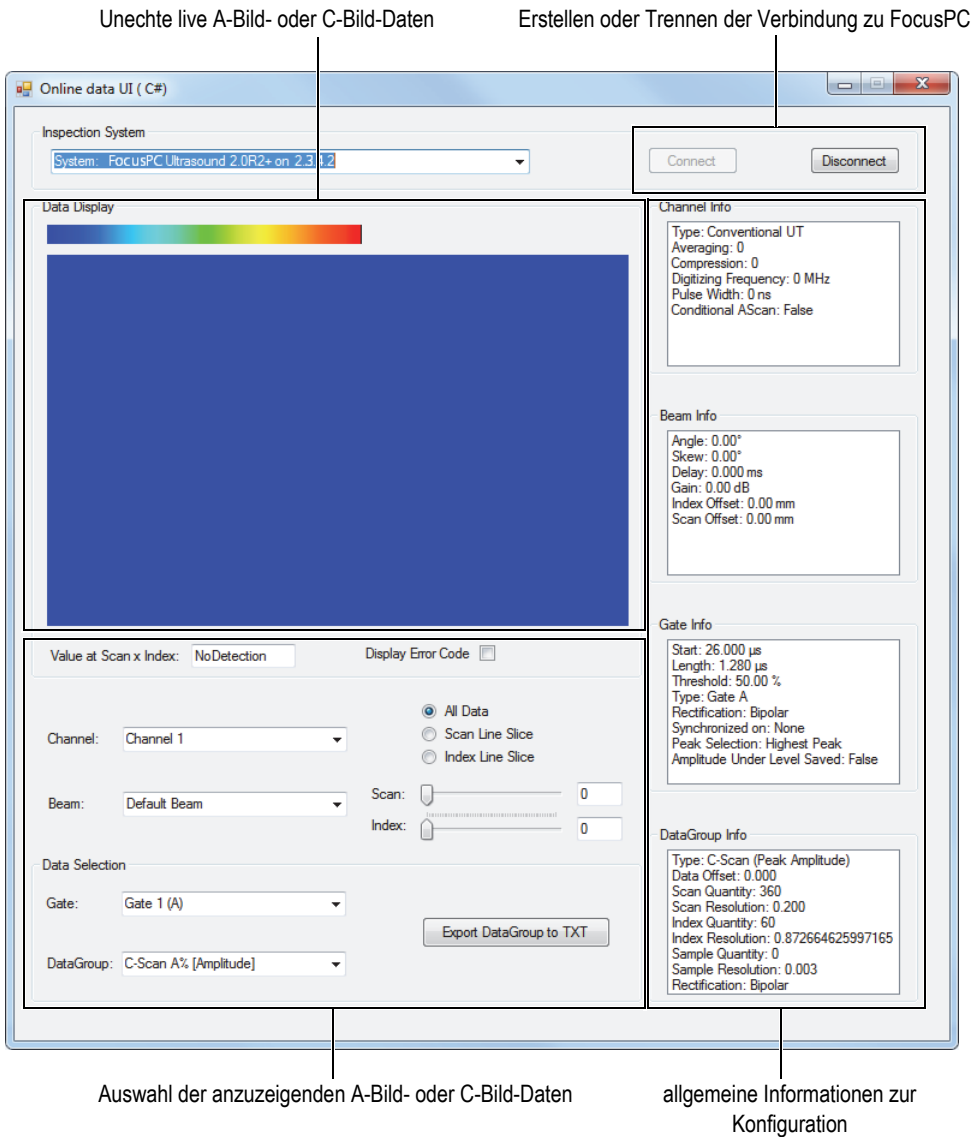 Unechte live A-Bild- oder C-Bild-Daten
Erstellen oder Trennen der Verbindung zu FocusPC
Online data UI ( C#)
Inspection System
System: FocusPC Ultrasound 2.0R2+ on 2.3.4.2
Connect
Disconnect
Data Display
Channel Info
Type: Conventional UT
Averaging: 0
Compression: 0
Digitizing Frequency: 0 MHz
Pulse Width: 0 ns
Conditional AScan: False
Beam Info
Angle: 0.00°
Skew: 0.00°
Delay: 0.000 ms
Gain: 0.00 dB
Index Offset: 0.00 mm
Scan Offset: 0.00 mm
Gate Info
Start: 26.000 µs
Length: 1.280 µs
Threshold: 50.00 %
Type: Gate A
Rectification: Bipolar
Synchronized on: None
Peak Selection: Highest Peak
Amplitude Under Level Saved: False
Value at Scan x Index: NoDetection
Display Error Code
All Data
Scan Line Slice
Index Line Slice
Channel: Channel 1
Beam: Default Beam
Scan: 0
Index: 0
Data Selection
Gate: Gate 1 (A)
Export DataGroup to TXT
DataGroup: C-Scan A% [Amplitude]
DataGroup Info
Type: C-Scan (Peak Amplitude)
Data Offset: 0.000
Scan Quantity: 360
Scan Resolution: 0.200
Index Quantity: 60
Index Resolution: 0.872664625997165
Sample Quantity: 0
Sample Resolution: 0.003
Rectification: Bipolar
Auswahl der anzuzeigenden A-Bild- oder C-Bild-Daten
allgemeine Informationen zur
Konfiguration